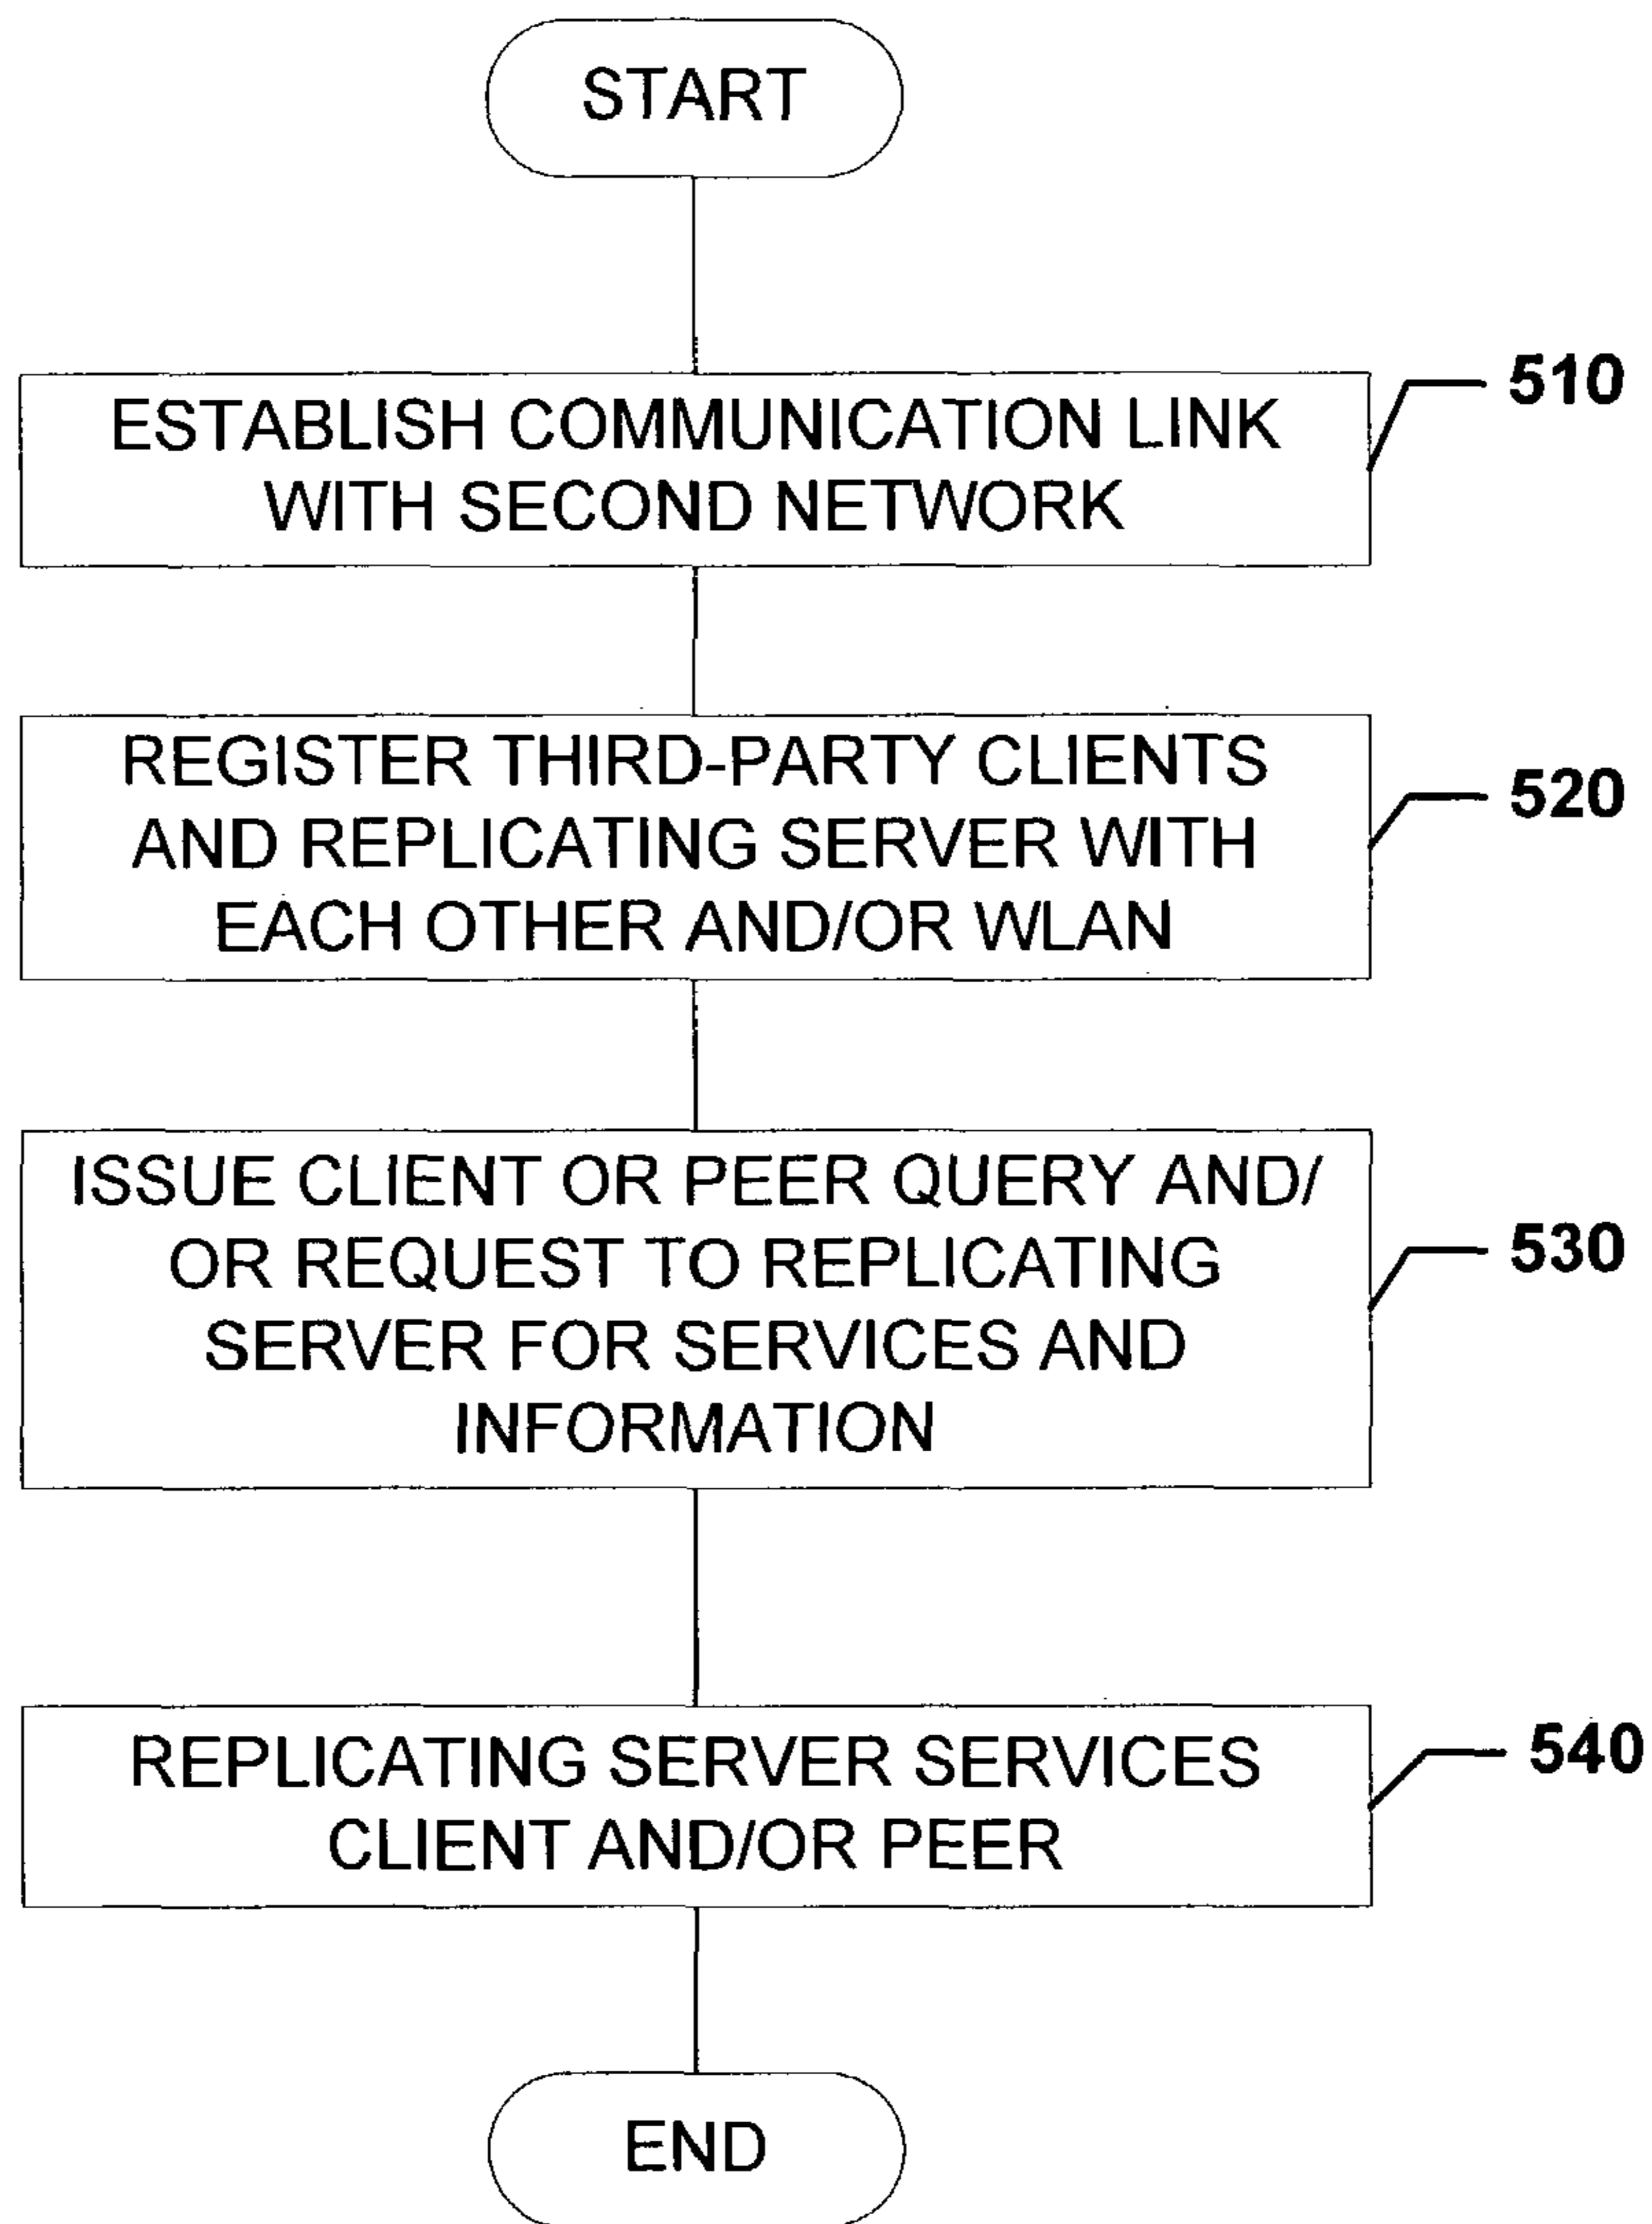 START
510
ESTABLISH COMMUNICATION LINK
WITH SECOND NETWORK
520
REGISTER THIRD-PARTY CLIENTS
AND REPLICATING SERVER WITH
EACH OTHER AND/OR WLAN
530
ISSUE CLIENT OR PEER QUERY AND/
OR REQUEST TO REPLICATING
SERVER FOR SERVICES AND
INFORMATION
540
REPLICATING SERVER SERVICES
CLIENT AND/OR PEER
END